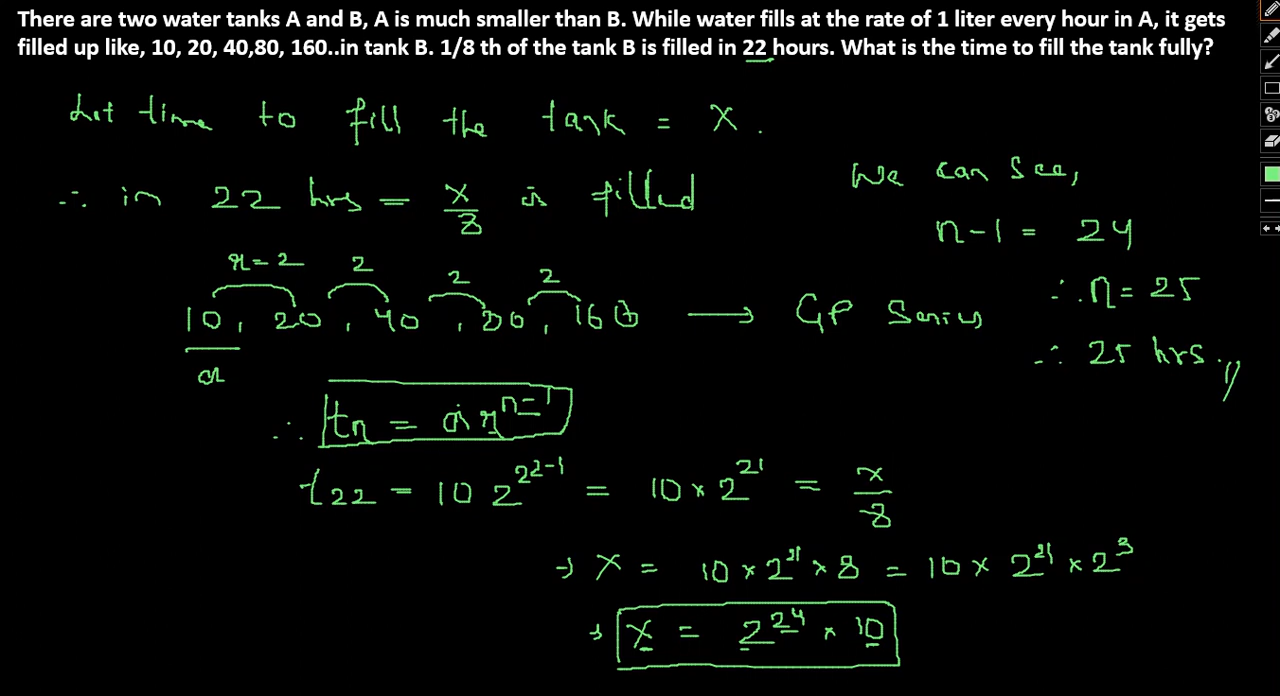 There are two water tanks A and B, A is much smaller than B. While water fills at the rate of 1 liter every hour in A, it gets
filled up like, 10, 20, 40,80, 160..in tank B. 1/8 th of the tank B is filled in 22 hours. What is the time to fill the tank fully?
Let time to fill the tank = x.
∴ in 22 hrs = x/8 is filled
r=2 2 2 2
10, 20, 40, 80, 160 → GP Series
a
∴ tn = a r^n-1
t22 = 10 2^22-1 = 10 × 2^21 = x/8
→ x = 10 × 2^21 × 8 = 10 × 2^21 × 2^3
→ x = 2^24 × 10
We can see,
n-1 = 24
∴ n = 25
∴ 25 hrs.//